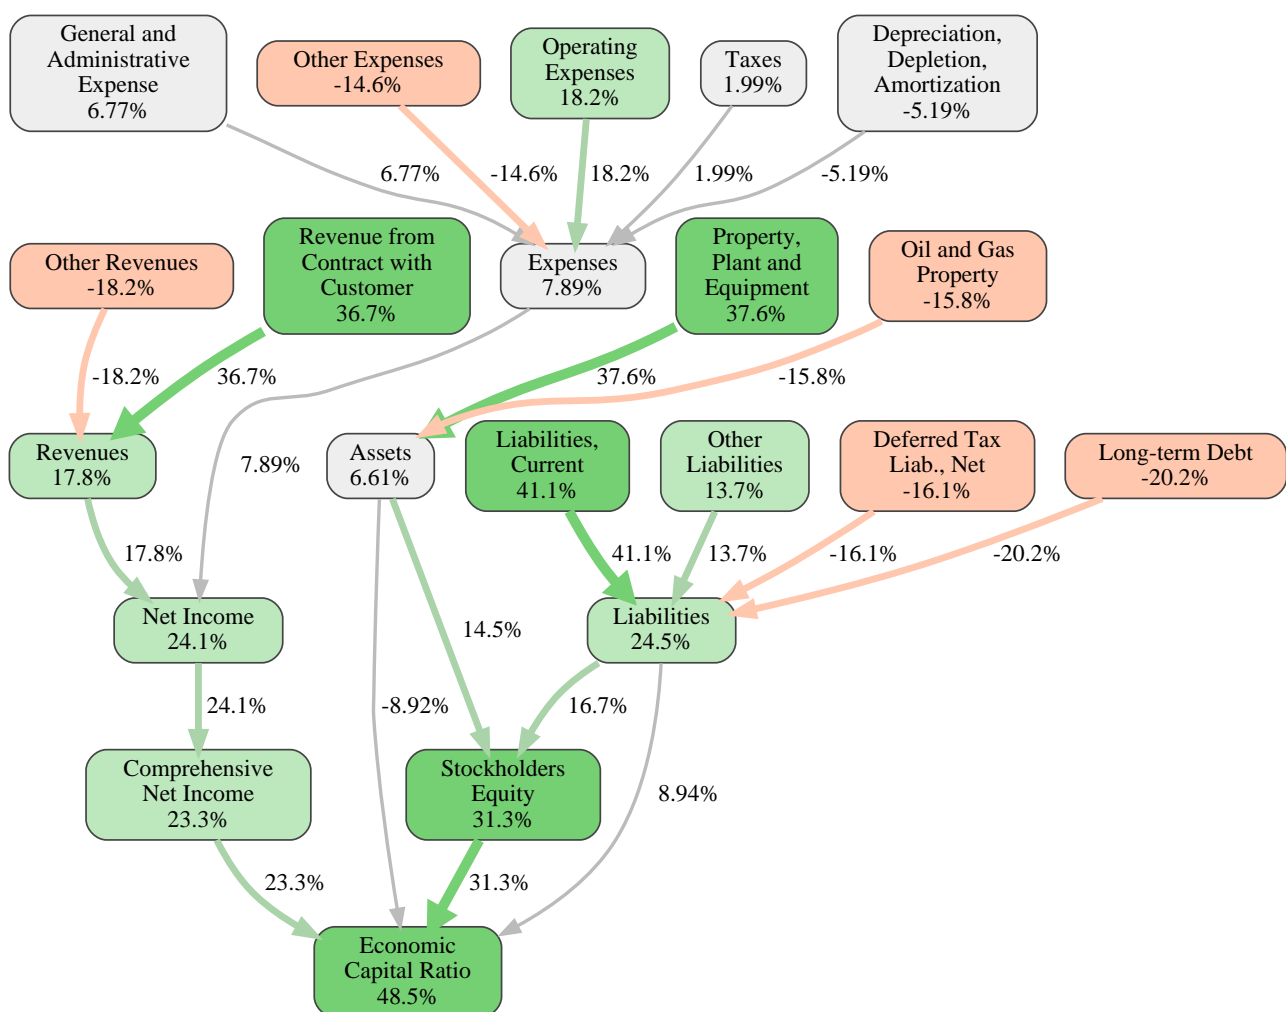 General and
Administrative
Expense
6.77%
Other Expenses
-14.6%
Operating
Expenses
18.2%
Taxes
1.99%
Depreciation,
Depletion,
Amortization
-5.19%
6.77%
-14.6%
18.2%
1.99%
-5.19%
Other Revenues
-18.2%
Revenue from
Contract with
Customer
36.7%
Expenses
7.89%
Property,
Plant and
Equipment
37.6%
Oil and Gas
Property
-15.8%
-18.2%
36.7%
37.6%
-15.8%
Revenues
17.8%
7.89%
Assets
6.61%
Liabilities,
Current
41.1%
Other
Liabilities
13.7%
Deferred Tax
Liab., Net
-16.1%
Long-term Debt
-20.2%
17.8%
41.1%
13.7%
-16.1%
-20.2%
Net Income
24.1%
14.5%
Liabilities
24.5%
24.1%
-8.92%
16.7%
Comprehensive
Net Income
23.3%
Stockholders
Equity
31.3%
8.94%
23.3%
31.3%
Economic
Capital Ratio
48.5%